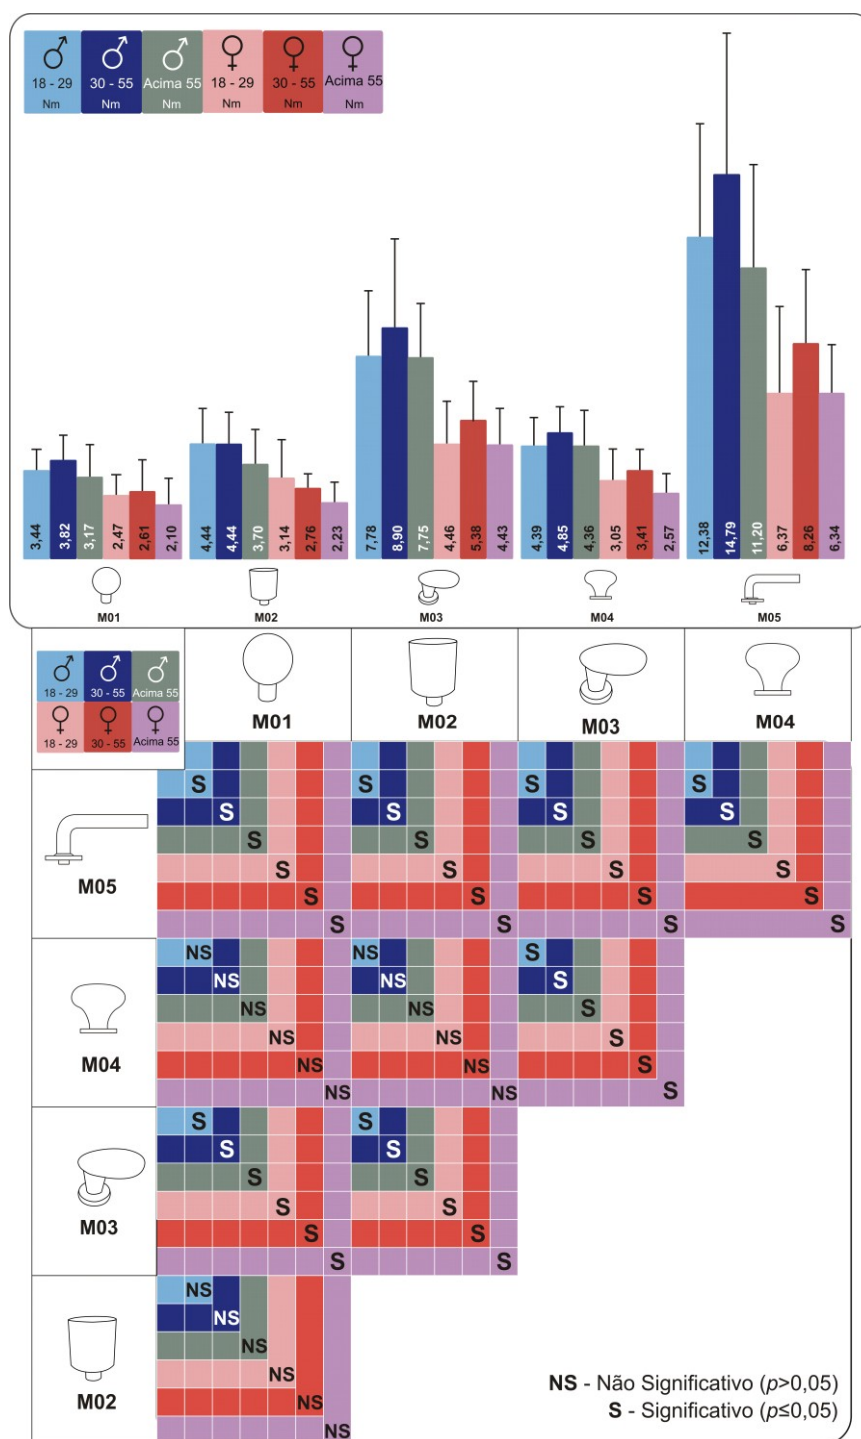 18 - 29 30 - 55 Acima 55 18 - 29 30 - 55 Acima 55
Nm Nm Nm Nm Nm Nm
3,44 3,82 3,17 2,47 2,61 2,10 4,44 4,44 3,70 3,14 2,76 2,23 7,78 8,90 7,75 4,46 5,38 4,43 4,39 4,85 4,36 3,05 3,41 2,57 12,38 14,79 11,20 6,37 8,26 6,34
M01 M02 M03 M04 M05
18 - 29 30 - 55 Acima 55
18 - 29 30 - 55 Acima 55
M01 M02 M03 M04
M05
S S S S
S S S S
S S S S
S S S S
S S S S
S S S S
M04
NS NS S
NS NS S
NS NS S
NS NS S
NS NS S
NS NS S
M03
S S
S S
S S
S S
S S
S S
M02
NS
NS
NS
NS
NS
NS
NS - Não Significativo (p>0,05)
S - Significativo (p≤0,05)